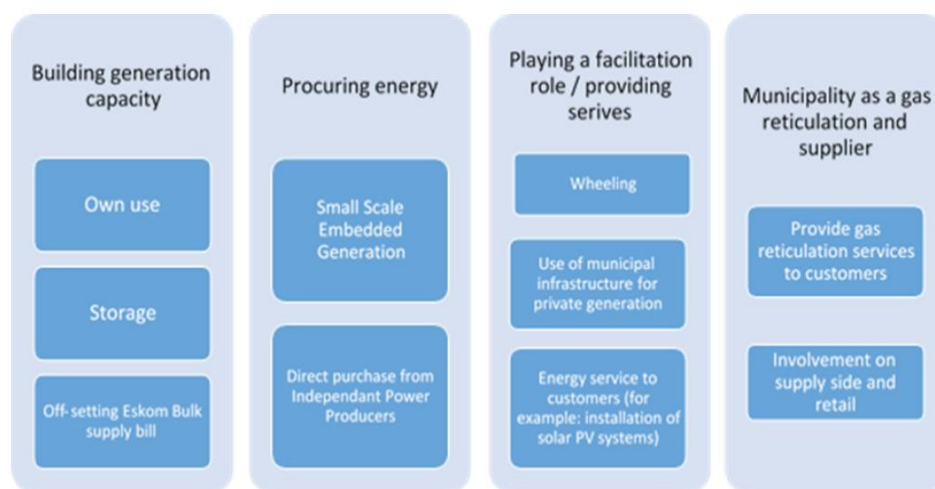 Building generation
capacity
Own use
Storage
Off-setting Eskom Bulk
supply bill
Procuring energy
Small Scale
Embedded
Generation
Direct purchase from
Independant Power
Producers
Playing a facilitation
role / providing
serives
Wheeling
Use of municipal
infrastructure for
private generation
Energy service to
customers (for
example: installation of
solar PV systems)
Municipality as a gas
reticulation and
supplier
Provide gas
reticulation services
to customers
Involvement on
supply side and
retail